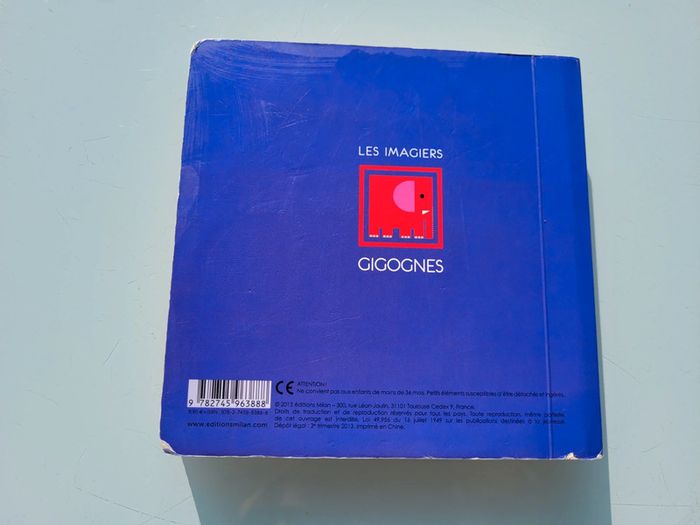 LES IMAGIERS
GIGOGNES
9 782745 963888
www.editionsmilan.com
CE ATTENTION !
Ne convient pas aux enfants de moins de 36 mois. Petits éléments susceptibles d'être détachés et ingérés.
© 2013 Éditions Milan – 300, rue Léon-Joulin, 31101 Toulouse Cedex 9, France.
Droits de traduction et de reproduction réservés pour tous les pays. Toute reproduction, même partielle,
de cet ouvrage est interdite. Loi 49.956 du 16 juillet 1949 sur les publications destinées à la jeunesse.
Dépôt légal : 2e trimestre 2013. Imprimé en Chine.